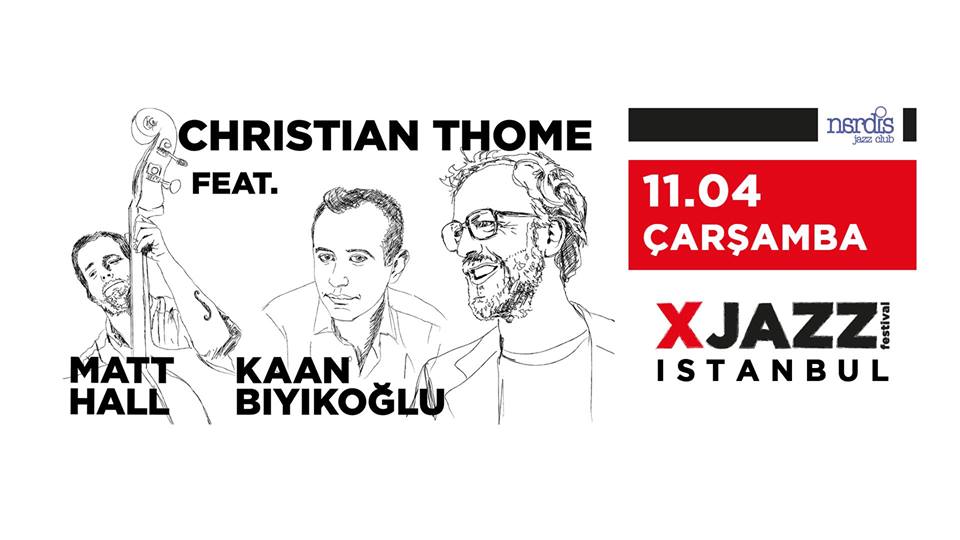 CHRISTIAN THOME
FEAT.
MATT
HALL
KAAN
BIYIKOĞLU
nardis
jazz club
11.04
ÇARŞAMBA
XJAZZ
festival
ISTANBUL